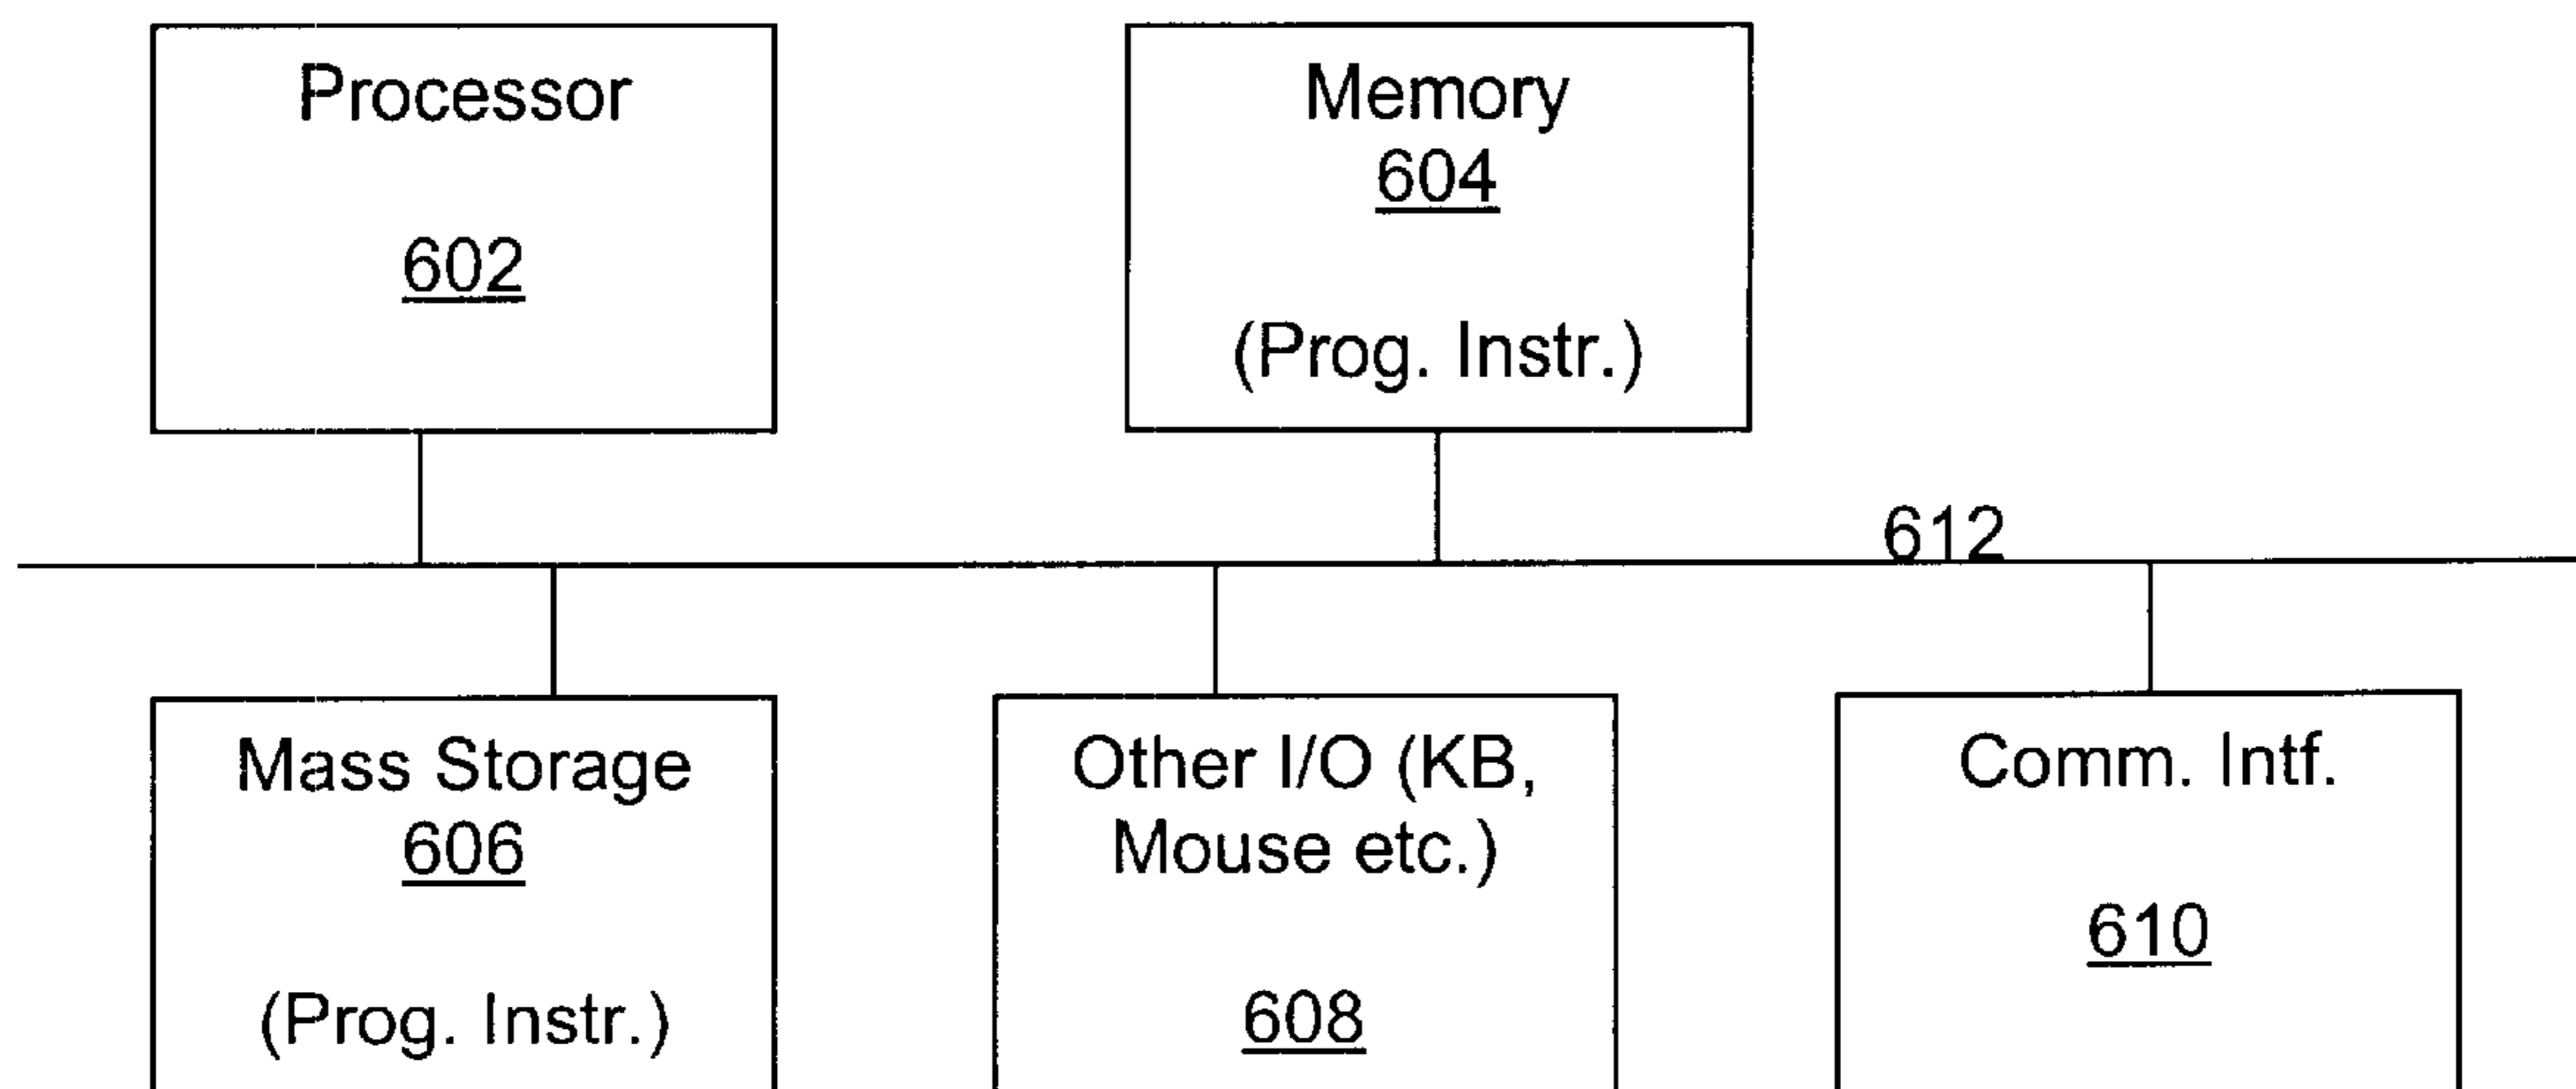 Processor
602
Memory
604
(Prog. Instr.)
612
Mass Storage
606
(Prog. Instr.)
Other I/O (KB,
Mouse etc.)
608
Comm. Intf.
610